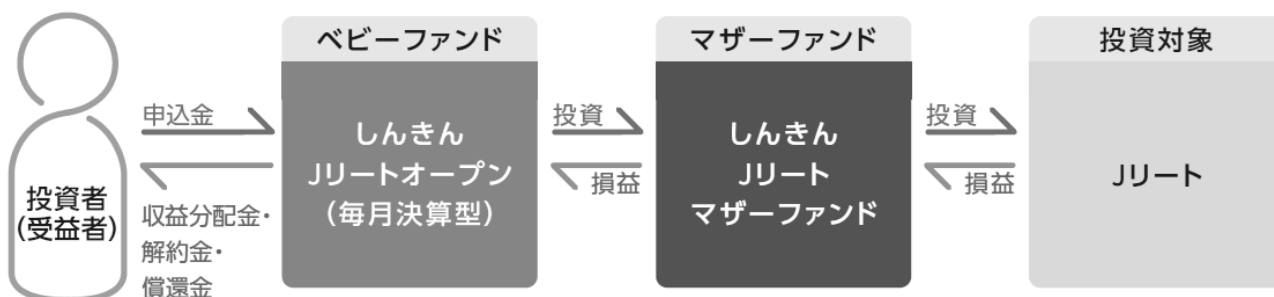 投資者
(受益者)
申込金
収益分配金・
解約金・
償還金
ベビーファンド
しんきん
Jリートオープン
(毎月決算型)
投資
損益
マザーファンド
しんきん
Jリート
マザーファンド
投資
損益
投資対象
Jリート